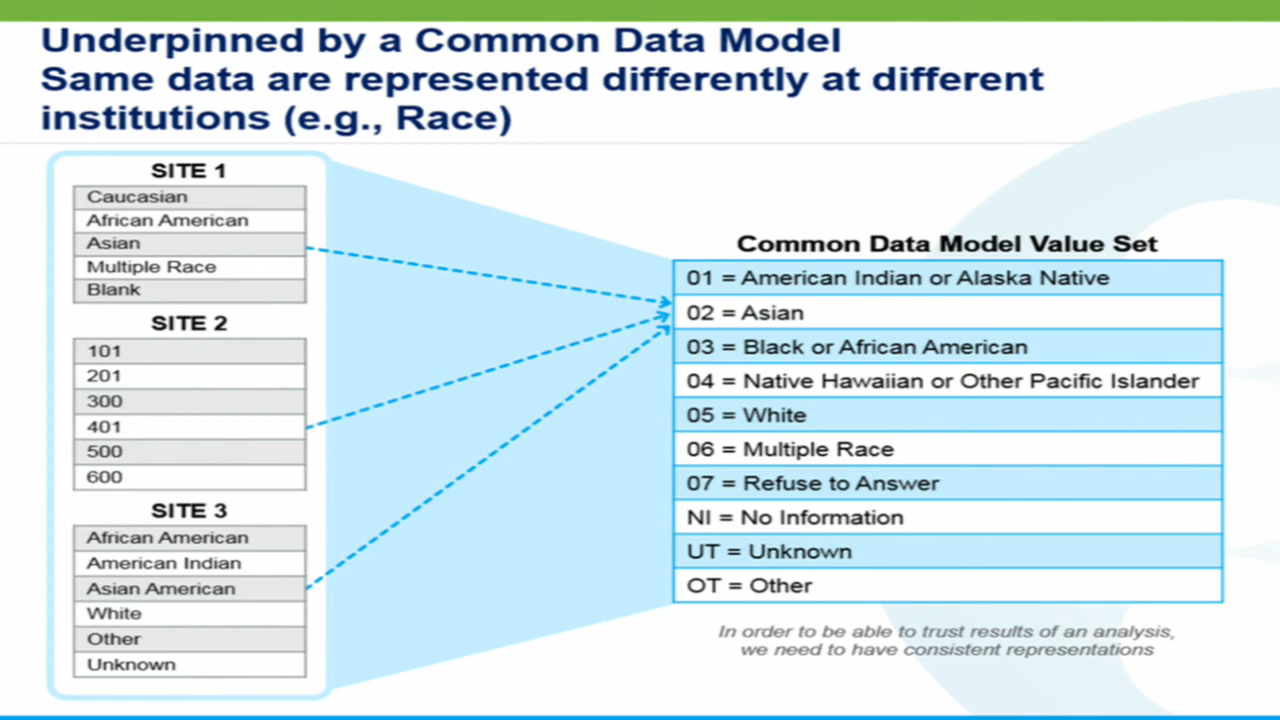 Underpinned by a Common Data Model
Same data are represented differently at different
institutions (e.g., Race)
SITE 1
Caucasian
African American
Asian
Multiple Race
Blank
SITE 2
101
201
300
401
500
600
SITE 3
African American
American Indian
Asian American
White
Other
Unknown
Common Data Model Value Set
01 = American Indian or Alaska Native
02 = Asian
03 = Black or African American
04 = Native Hawaiian or Other Pacific Islander
05 = White
06 = Multiple Race
07 = Refuse to Answer
NI = No Information
UT = Unknown
OT = Other
In order to be able to trust results of an analysis,
we need to have consistent representations